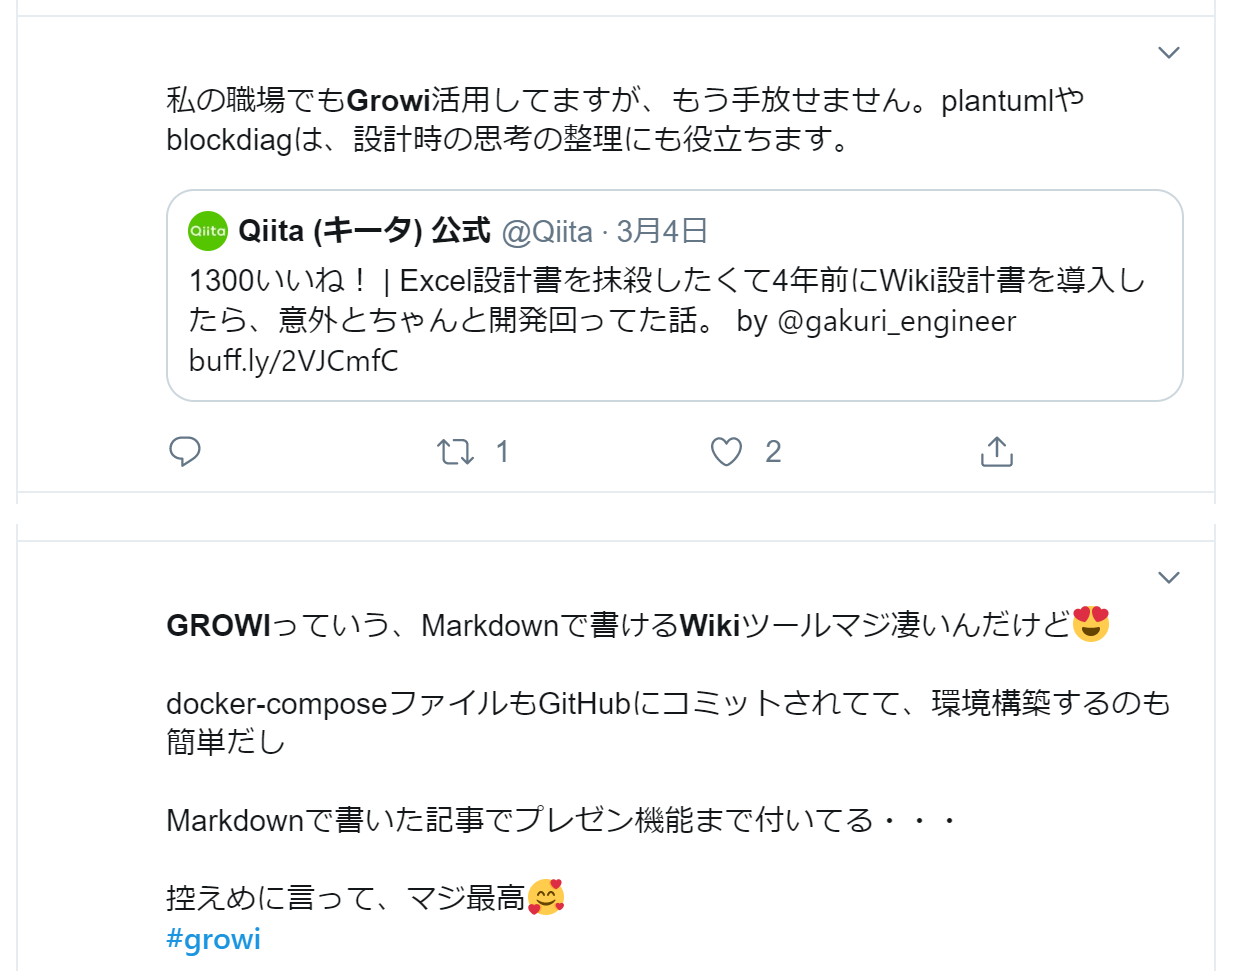 私の職場でもGrowi活用してますが、もう手放せません。plantumlや
blockdiagは、設計時の思考の整理にも役立ちます。
Qiita
Qiita (キータ) 公式 @Qiita · 3月4日
1300いいね！ | Excel設計書を抹殺したくて4年前にWiki設計書を導入し
たら、意外とちゃんと開発回ってた話。 by @gakuri_engineer
buff.ly/2VJCmfC
1
2
GROWIっていう、Markdownで書けるWikiツールマジ凄いんだけど😍
docker-composeファイルもGitHubにコミットされてて、環境構築するのも
簡単だし
Markdownで書いた記事でプレゼン機能まで付いてる・・・
控えめに言って、マジ最高🥰
#growi